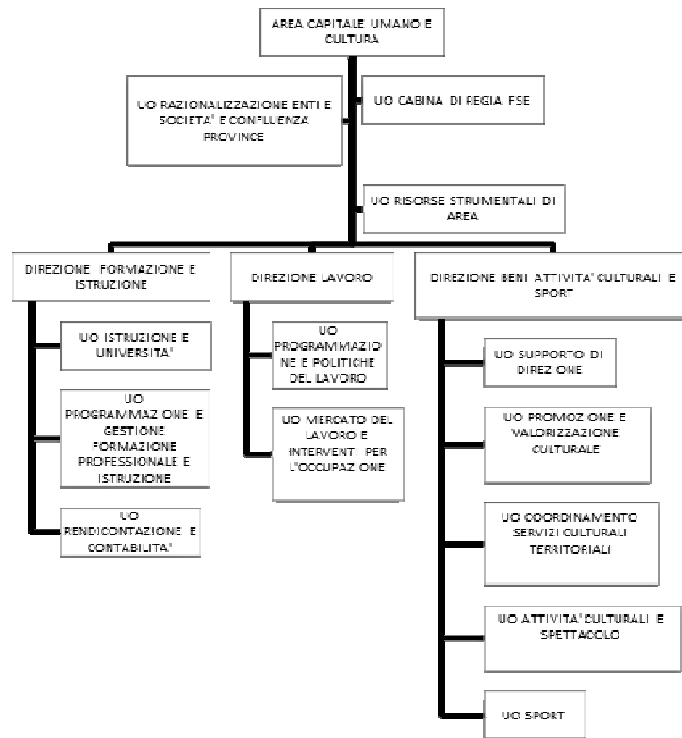 AREA CAPITALE UMANO E
CULTURA
UO RAZIONALIZZAZIONE ENTI E
SOCIETA' E CONFLUENZA
PROVINCE
UO CABINA DI REGIA FSE
UO RISORSE STRUMENTALI DI
AREA
DIREZIONE FORMAZIONE E
ISTRUZIONE
UO ISTRUZIONE E
UNIVERSITA'
UO
PROGRAMMAZIONE E
GESTIONE
FORMAZIONE
PROFESSIONALE E
ISTRUZIONE
UO
RENDICONTAZIONE E
CONTABILITA'
DIREZIONE LAVORO
UO
PROGRAMMAZIO
NE E POLITICHE
DEL LAVORO
UO MERCATO DEL
LAVORO E
INTERVENTI PER
L'OCCUPAZIONE
DIREZIONE BENI ATTIVITA' CULTURALI E
SPORT
UO SUPPORTO DI
DIREZIONE
UO PROMOZIONE E
VALORIZZAZIONE
CULTURALE
UO COORDINAMENTO
SERVIZI CULTURALI
TERRITORIALI
UO ATTIVITA' CULTURALI E
SPETTACOLO
UO SPORT